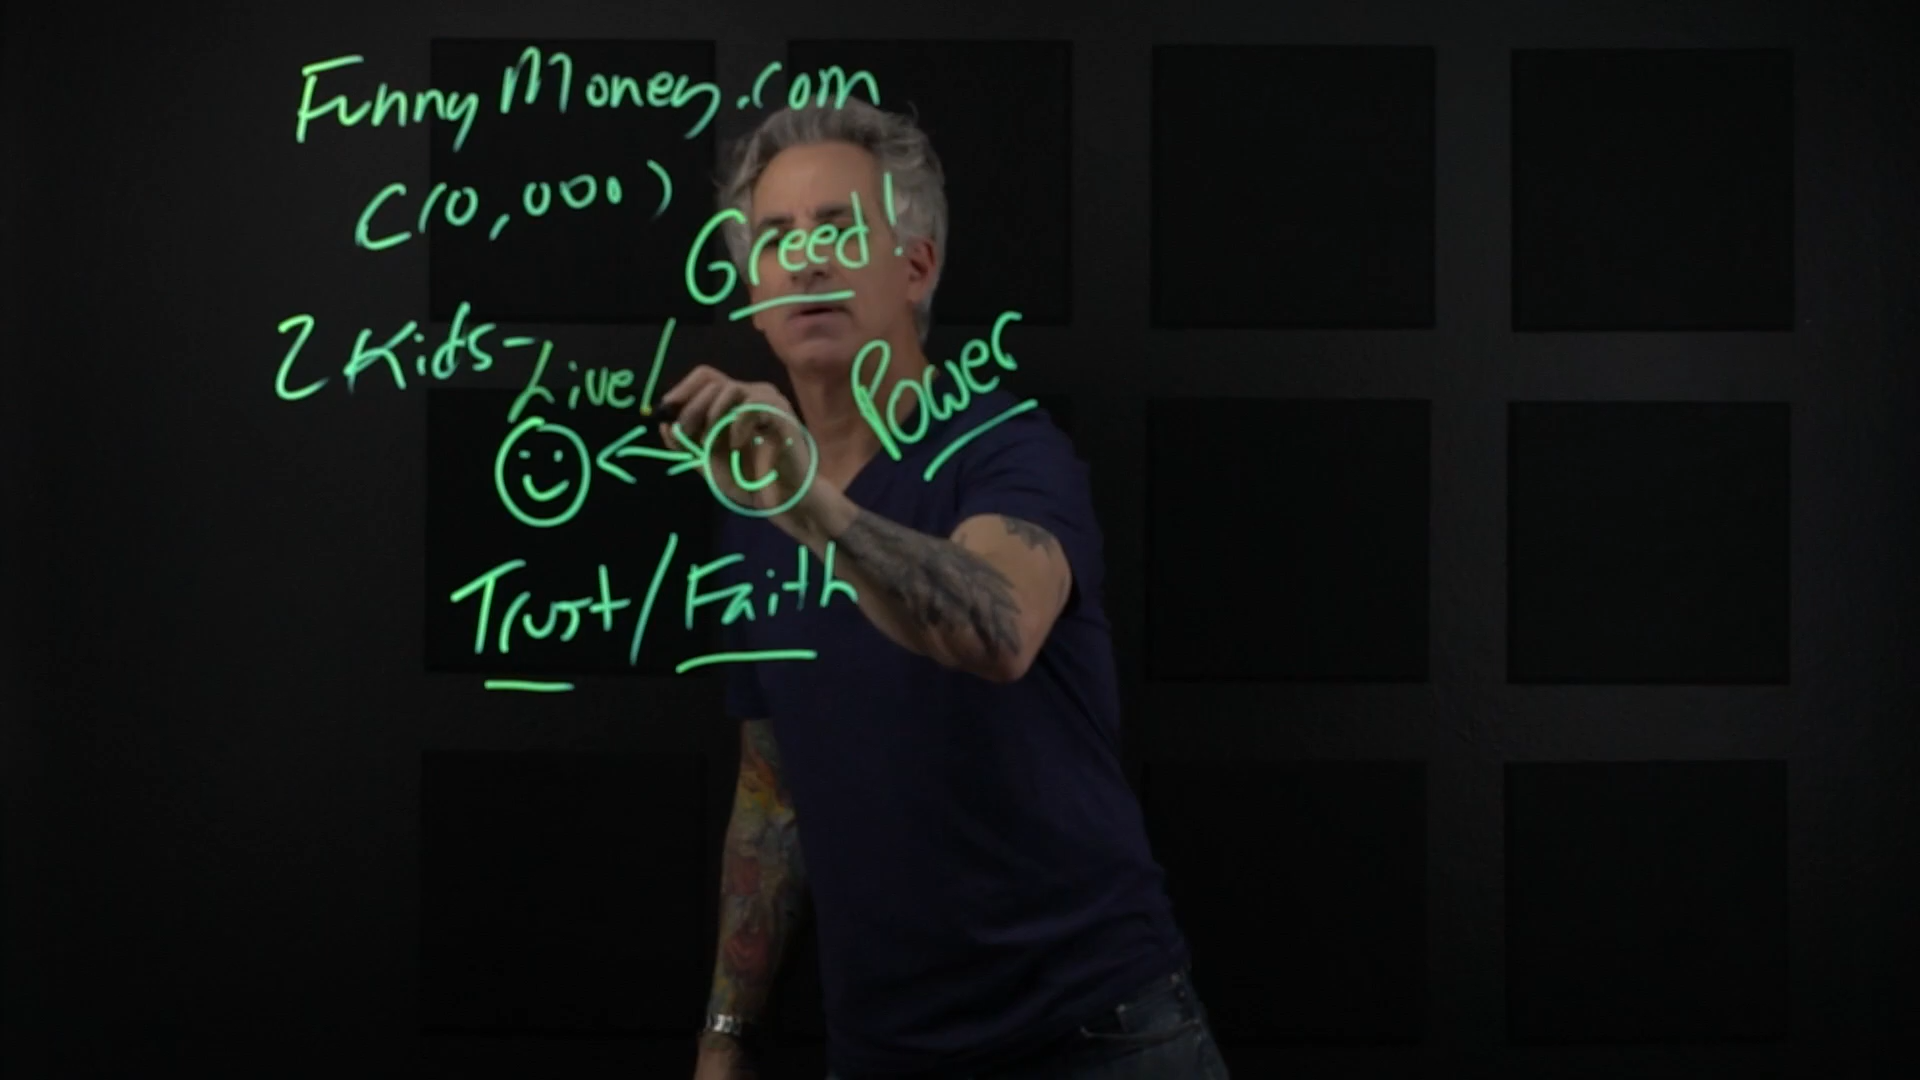 FunnyMoney.com
(10,000)
Greed!
2 Kids - Live!
Power
Trust/Faith